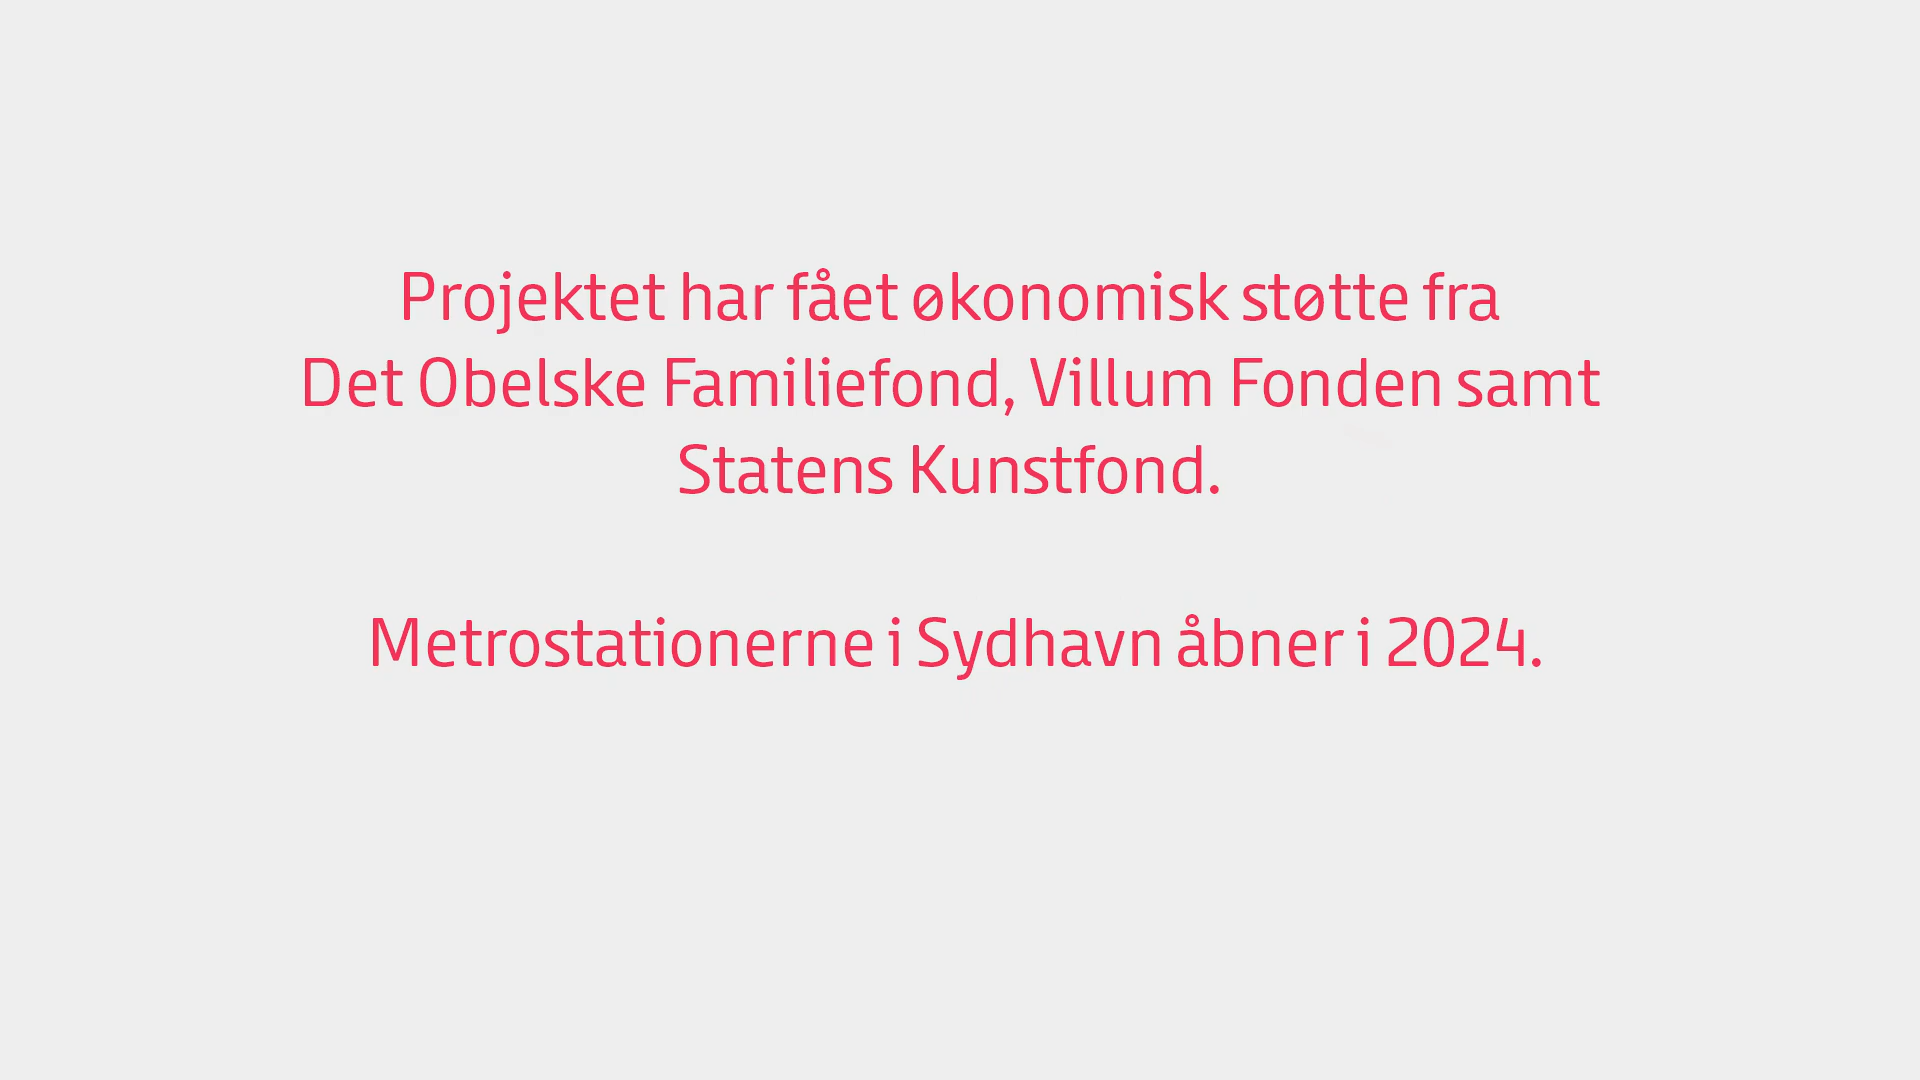 Projektet har fået økonomisk støtte fra
Det Obelske Familiefond, Villum Fonden samt
Statens Kunstfond.
Metrostationerne i Sydhavn åbner i 2024.